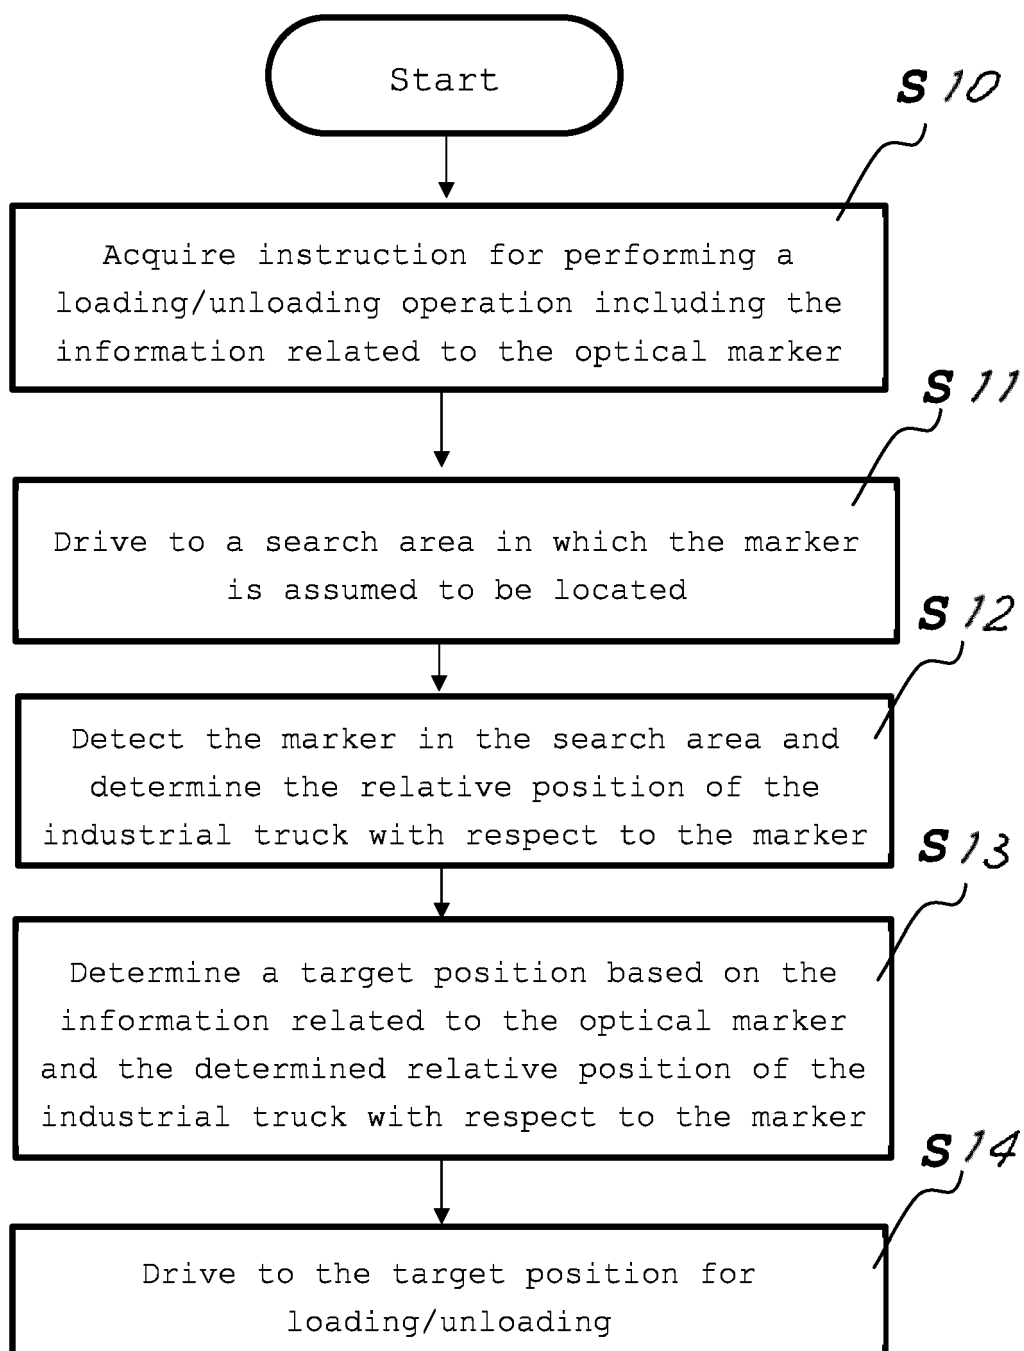 Start
S 10
Acquire instruction for performing a
loading/unloading operation including the
information related to the optical marker
S 11
Drive to a search area in which the marker
is assumed to be located
S 12
Detect the marker in the search area and
determine the relative position of the
industrial truck with respect to the marker
S 13
Determine a target position based on the
information related to the optical marker
and the determined relative position of the
industrial truck with respect to the marker
S 14
Drive to the target position for
loading/unloading